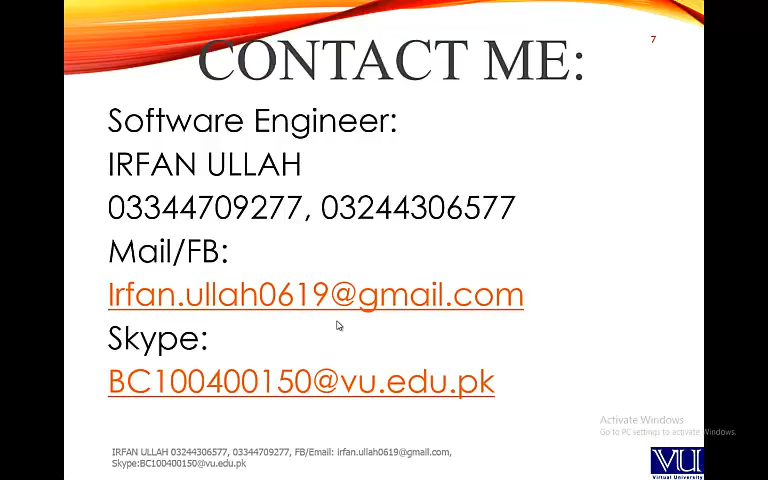 7
CONTACT ME:
Software Engineer:
IRFAN ULLAH
03344709277, 03244306577
Mail/FB:
Irfan.ullah0619@gmail.com
Skype:
BC100400150@vu.edu.pk
Activate Windows
Go to PC settings to activate Windows.
IRFAN ULLAH 03244306577, 03344709277, FB/Email: irfan.ullah0619@gmail.com,
Skype:BC100400150@vu.edu.pk
VU
Virtual University